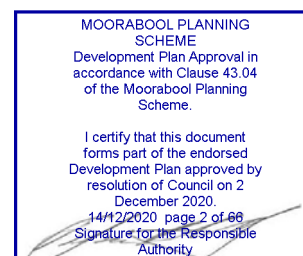 MOORABOOL PLANNING
SCHEME
Development Plan Approval in
accordance with Clause 43.04
of the Moorabool Planning
Scheme.
I certify that this document
forms part of the endorsed
Development Plan approved by
resolution of Council on 2
December 2020.
14/12/2020 page 2 of 66
Signature for the Responsible
Authority